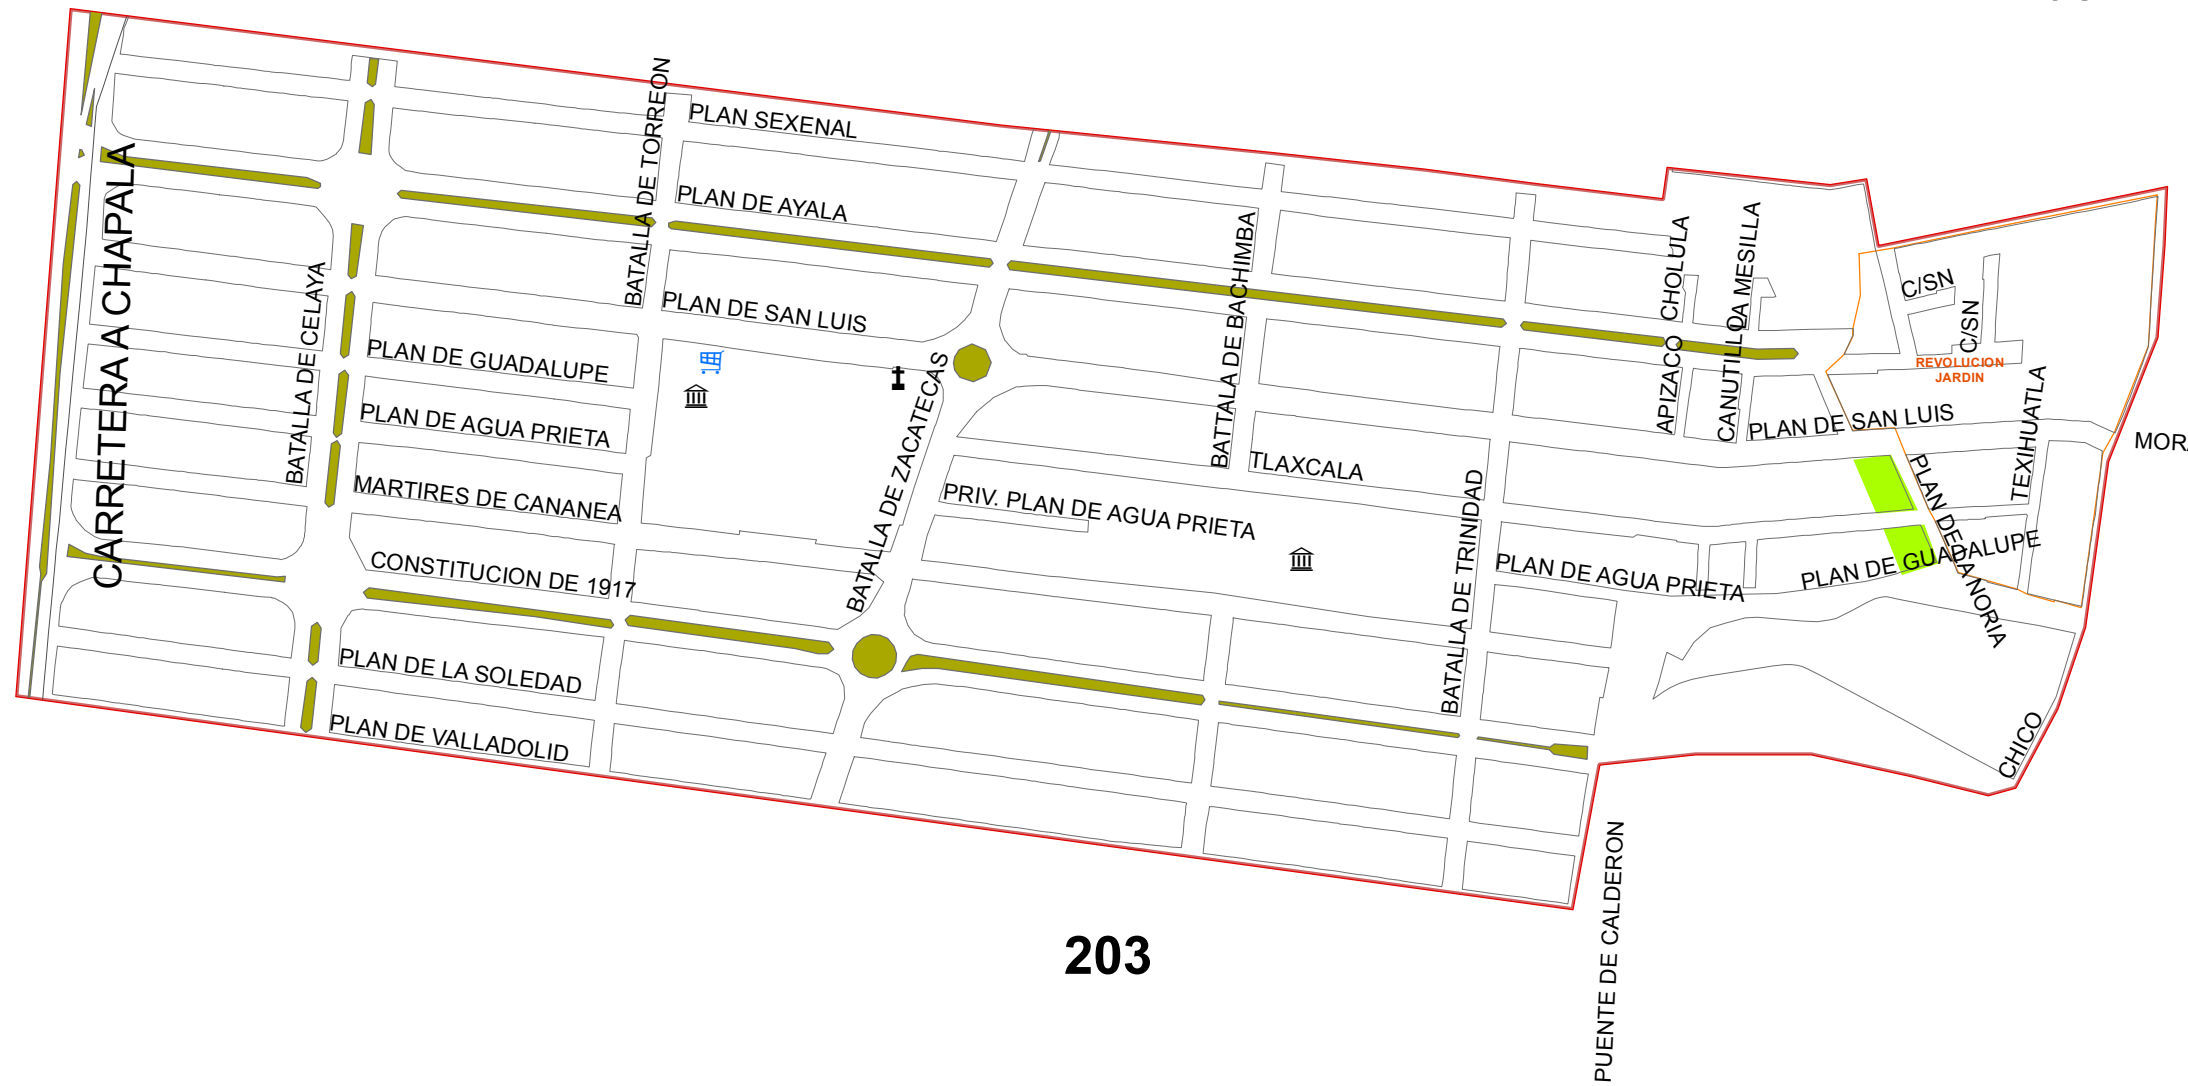 PLAN SEXENAL
BATALLA DE TORREON
PLAN DE AYALA
CARRETERA A CHAPALA
BATALLA DE CELAYA
PLAN DE SAN LUIS
BATTALA DE BACHIMBA
APIZACO
CHOLULA
CANUTILLO
LA MESILLA
C/SN
C/SN
REVOLUCION
JARDIN
PLAN DE GUADALUPE
BATALLA DE ZACATECAS
PLAN DE AGUA PRIETA
PLAN DE SAN LUIS
TEXIHUATLA
TLAXCALA
MARTIRES DE CANANEA
PRIV. PLAN DE AGUA PRIETA
BATALLA DE TRINIDAD
PLAN DE LA NORIA
CONSTITUCION DE 1917
PLAN DE AGUA PRIETA
PLAN DE GUADALUPE
PLAN DE LA SOLEDAD
PLAN DE VALLADOLID
CHICO
PUENTE DE CALDERON
203